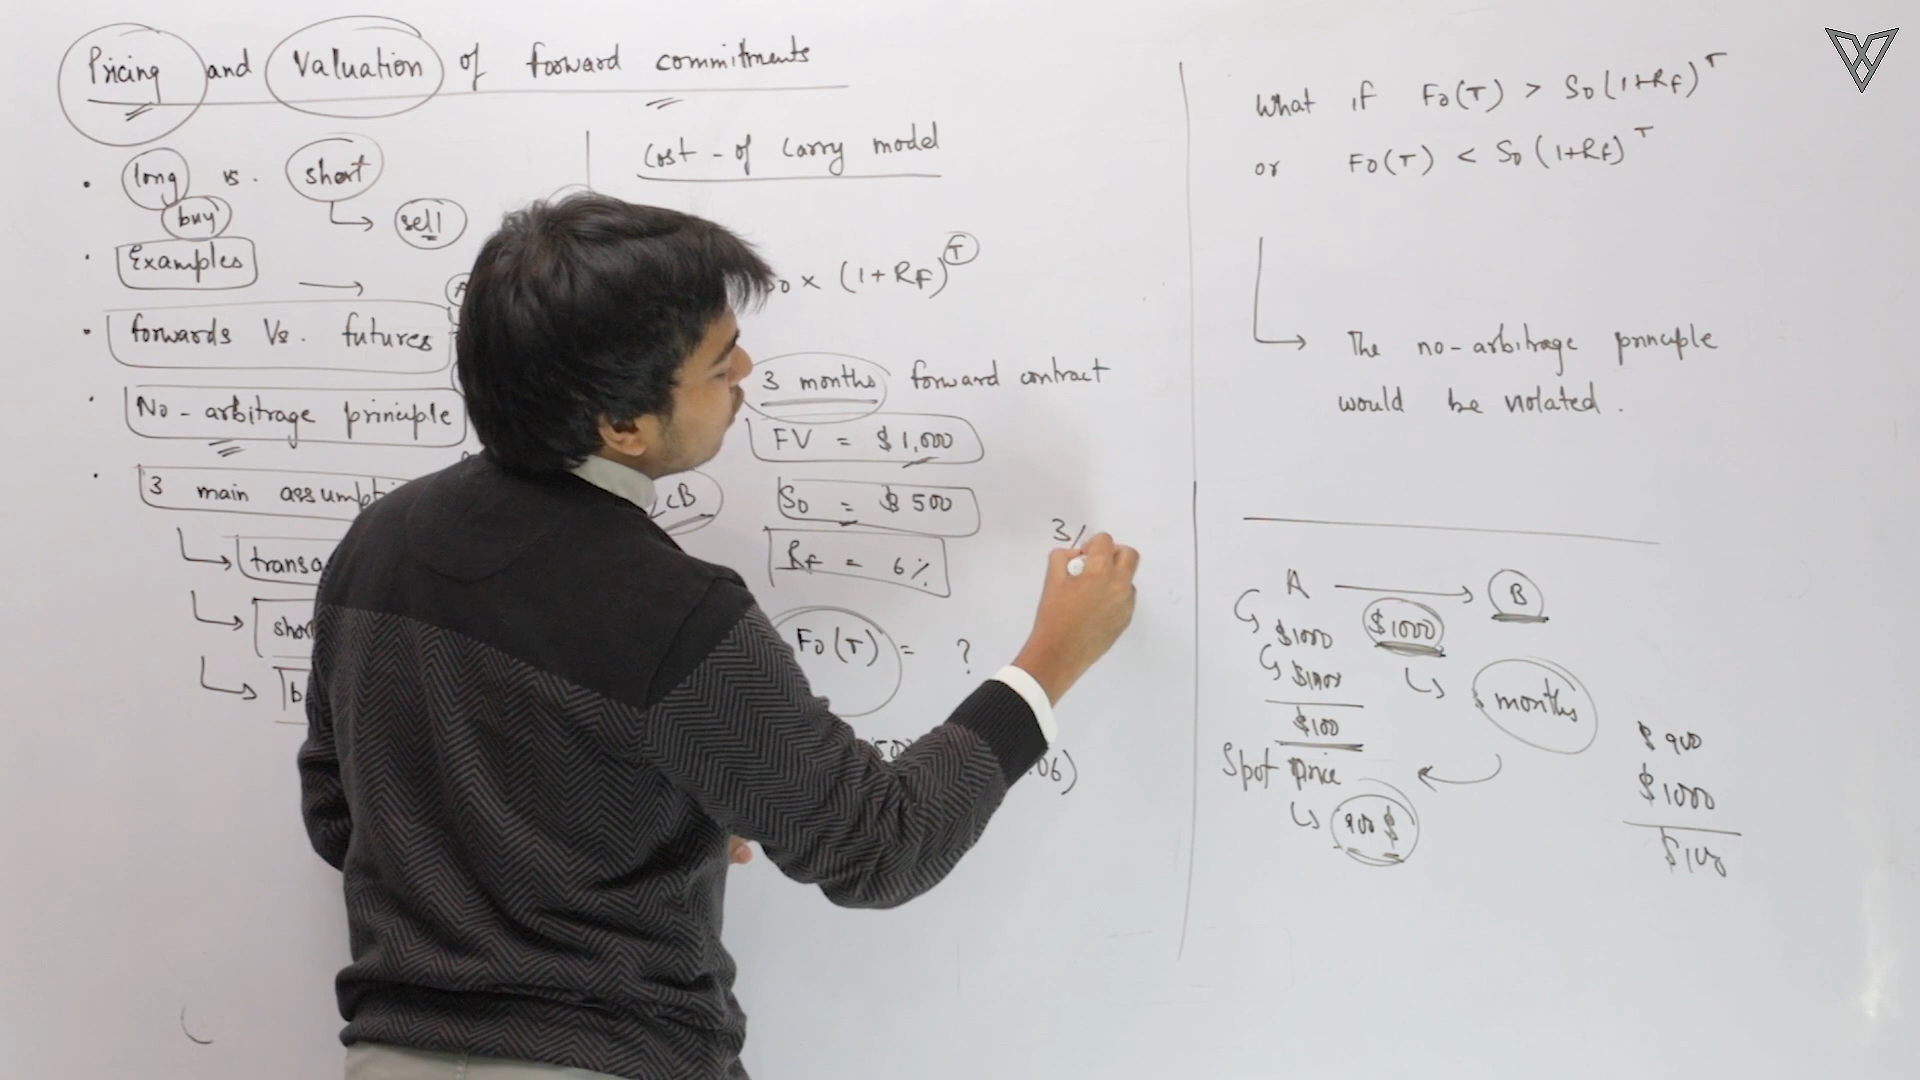 Pricing and Valuation of forward commitments
• long vs. short
buy
sell
• Examples
• forwards Vs. futures
• No-arbitrage principle
• 3 main
Cost-of Carry model
× (1+RF)^T
3 months forward contract
FV = $1,000
S0 = $500
Rf = 6%
F0(T) = ?
3/
.06)
What if F0(T) > S0(1+RF)^T
or F0(T) < S0(1+RF)^T
The no-arbitrage principle
would be violated.
A B
$1000 $1000
months
$100
Spot price
900$
$900
$1000
$100